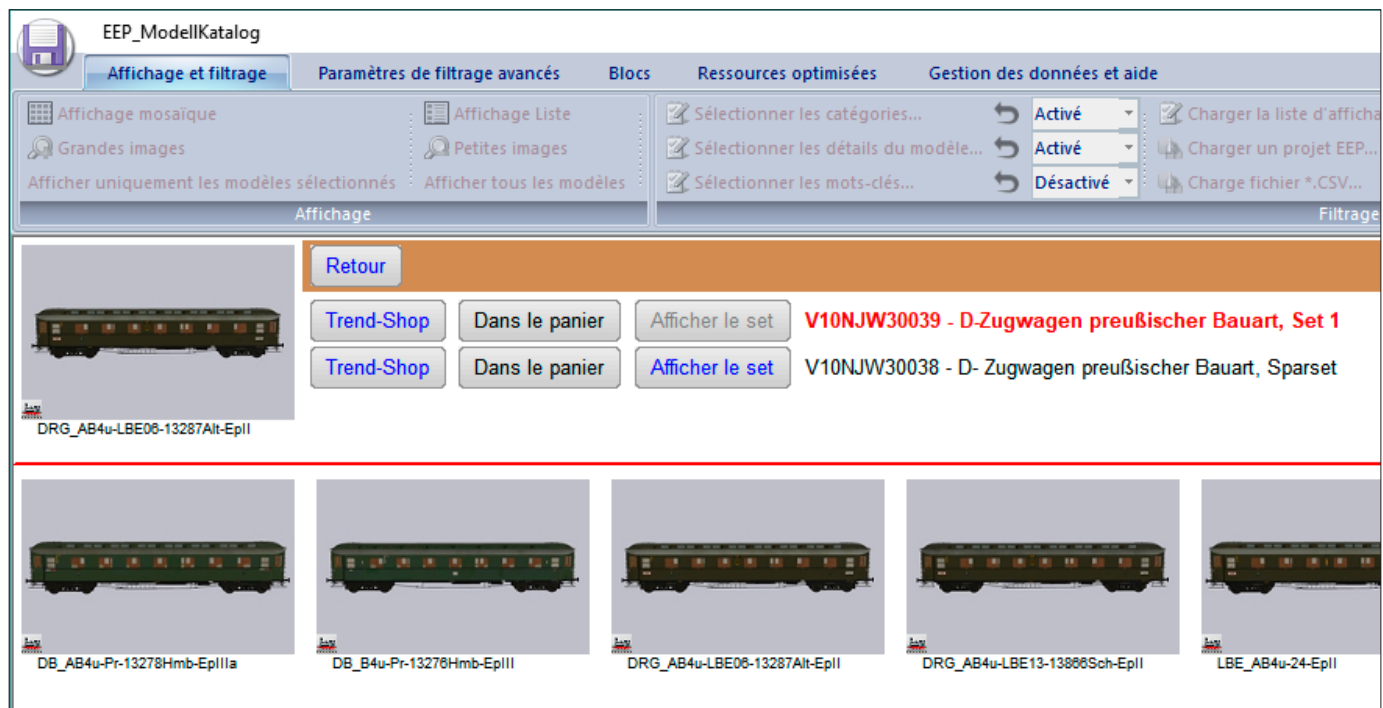 EEP_ModellKatalog
Affichage et filtrage Paramètres de filtrage avancés Blocs Ressources optimisées Gestion des données et aide
Affichage mosaïque Affichage Liste Sélectionner les catégories... Activé Charger la liste d'afficha
Grandes images Petites images Sélectionner les détails du modèle... Activé Charger un projet EEP...
Afficher uniquement les modèles sélectionnés Afficher tous les modèles Sélectionner les mots-clés... Désactivé Charge fichier *.CSV...
Affichage Filtrage
Retour
Trend-Shop Dans le panier Afficher le set V10NJW30039 - D-Zugwagen preußischer Bauart, Set 1
Trend-Shop Dans le panier Afficher le set V10NJW30038 - D- Zugwagen preußischer Bauart, Sparset
DRG_AB4u-LBE06-13287Alt-EpII
DB_AB4u-Pr-13278Hmb-EpIIIa DB_B4u-Pr-13276Hmb-EpIII DRG_AB4u-LBE06-13287Alt-EpII DRG_AB4u-LBE13-13866Sch-EpII LBE_AB4u-24-EpII